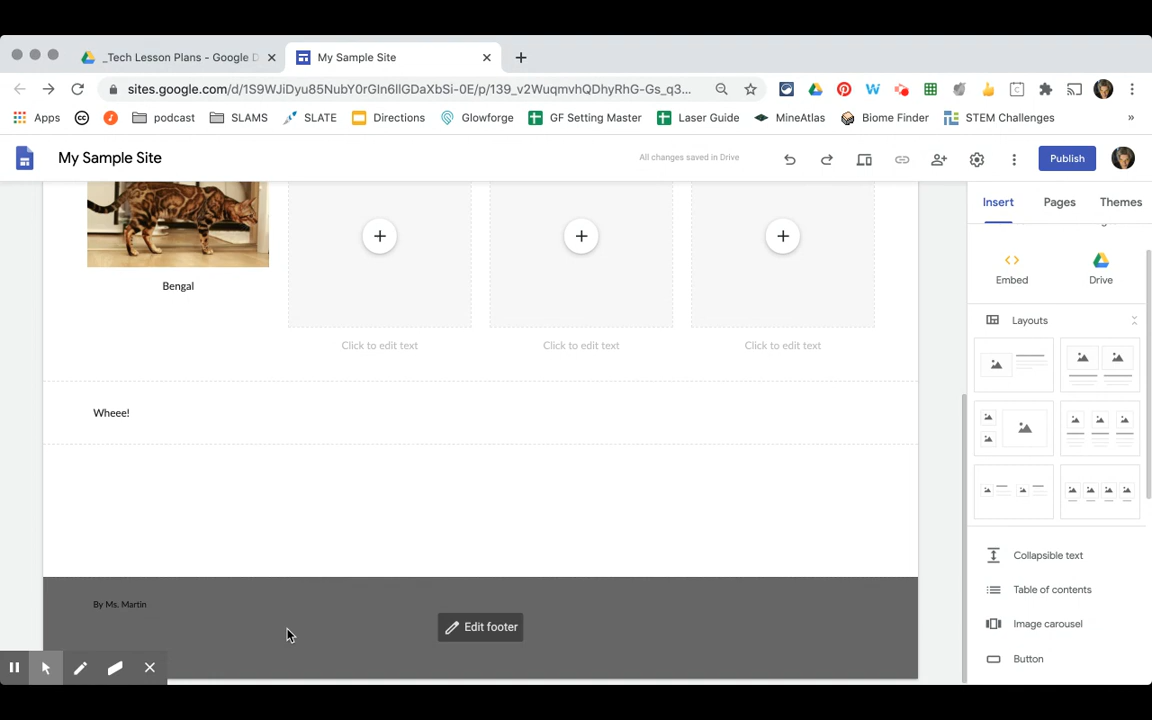 _Tech Lesson Plans - Google D
My Sample Site
sites.google.com/d/1S9WJiDyu85NubY0rGIn6llGDaXbSi-0E/p/139_v2WuqmvhQDhyRhG-Gs_q3...
Apps
podcast
SLAMS
SLATE
Directions
Glowforge
GF Setting Master
Laser Guide
MineAtlas
Biome Finder
STEM Challenges
»
My Sample Site
All changes saved in Drive
Publish
Insert
Pages
Themes
Embed
Drive
Layouts
Bengal
Click to edit text
Click to edit text
Click to edit text
Wheee!
Collapsible text
Table of contents
Image carousel
Button
By Ms. Martin
Edit footer